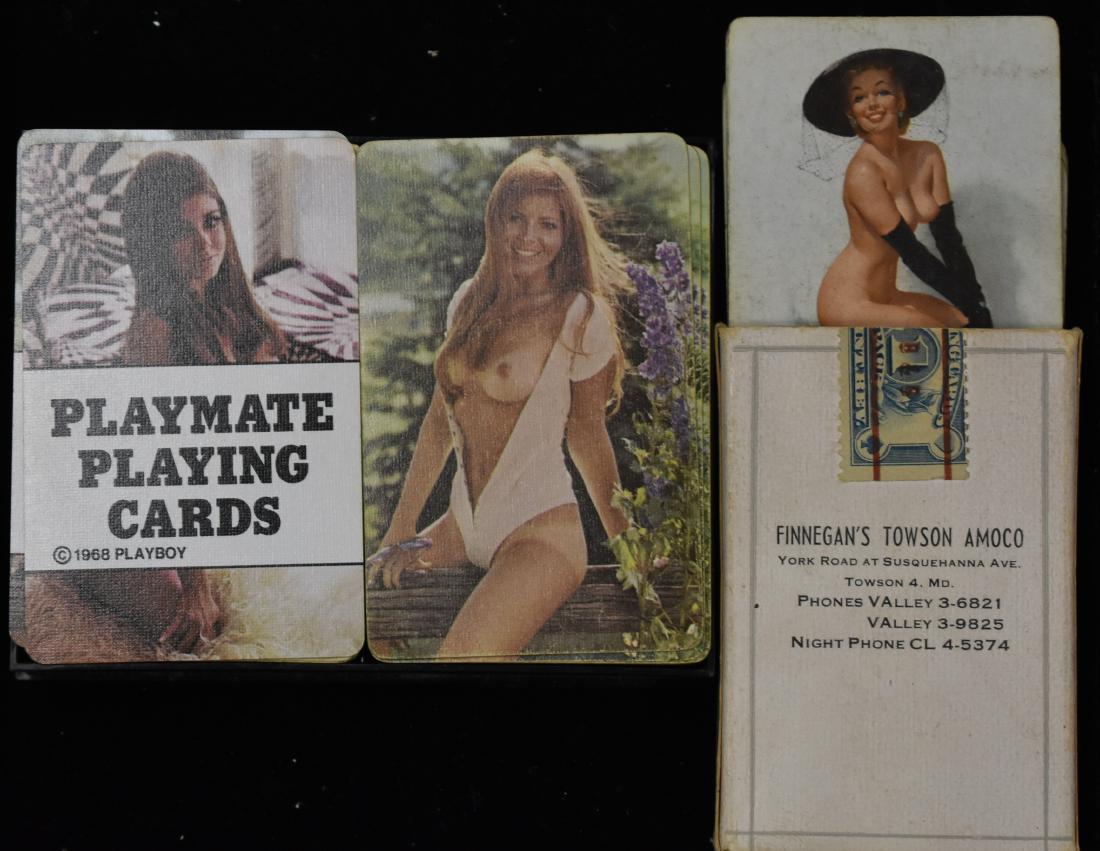 PLAYMATE
PLAYING
CARDS
© 1968 PLAYBOY
FINNEGAN'S TOWSON AMOCO
YORK ROAD AT SUSQUEHANNA AVE.
TOWSON 4, MD.
PHONES VALLEY 3-6821
VALLEY 3-9825
NIGHT PHONE CL 4-5374